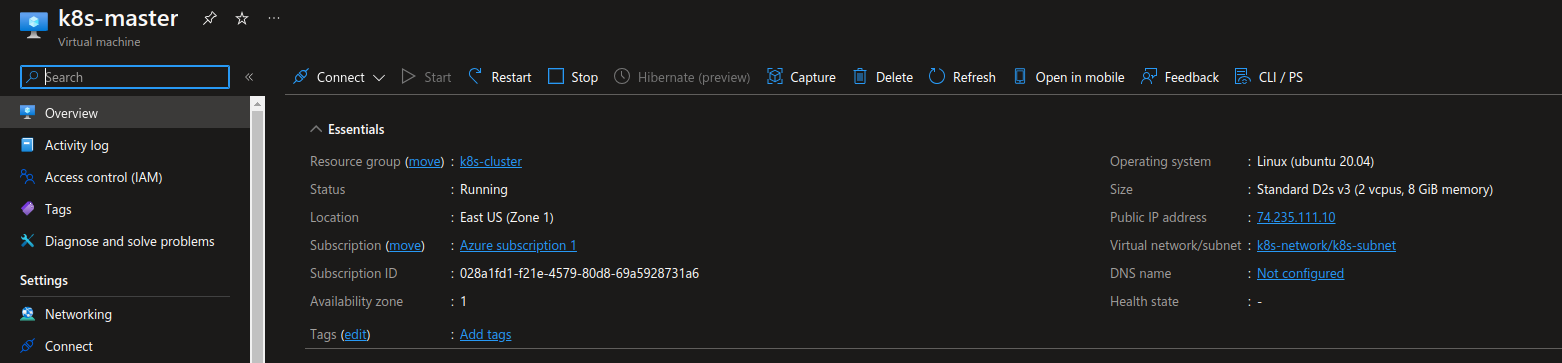 k8s-master
Virtual machine
Search
Connect Start Restart Stop Hibernate (preview) Capture Delete Refresh Open in mobile Feedback CLI / PS
Overview
Activity log
Access control (IAM)
Tags
Diagnose and solve problems
Settings
Networking
Connect
Essentials
Resource group (move) : k8s-cluster
Status : Running
Location : East US (Zone 1)
Subscription (move) : Azure subscription 1
Subscription ID : 028a1fd1-f21e-4579-80d8-69a5928731a6
Availability zone : 1
Tags (edit) : Add tags
Operating system : Linux (ubuntu 20.04)
Size : Standard D2s v3 (2 vcpus, 8 GiB memory)
Public IP address : 74.235.111.10
Virtual network/subnet : k8s-network/k8s-subnet
DNS name : Not configured
Health state : -